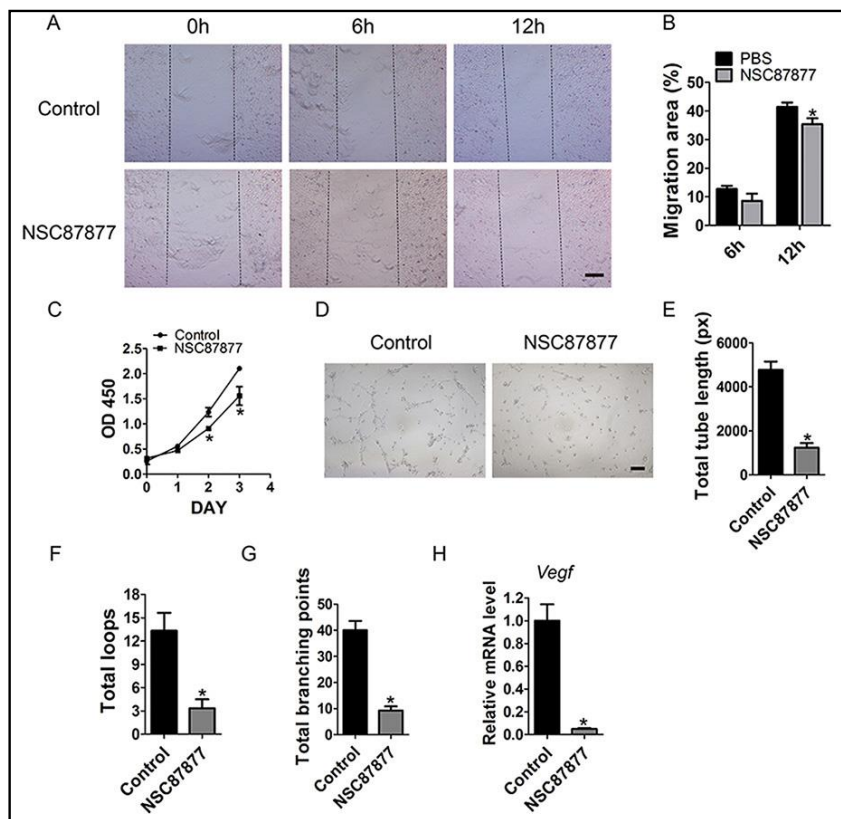 A
0h
6h
12h
Control
NSC87877
B
PBS
NSC87877
Migration area (%)
50
40
30
20
10
0
*
6h
12h
C
Control
NSC87877
OD 450
2.5
2.0
1.5
1.0
0.5
0.0
*
*
0
1
2
3
4
DAY
D
Control
NSC87877
E
Total tube length (px)
6000
4000
2000
0
*
Control
NSC87877
F
Total loops
18
15
12
9
6
3
0
*
Control
NSC87877
G
Total branching points
50
40
30
20
10
0
*
Control
NSC87877
H
Vegf
Relative mRNA level
1.2
1.0
0.8
0.6
0.4
0.2
0.0
*
Control
NSC87877